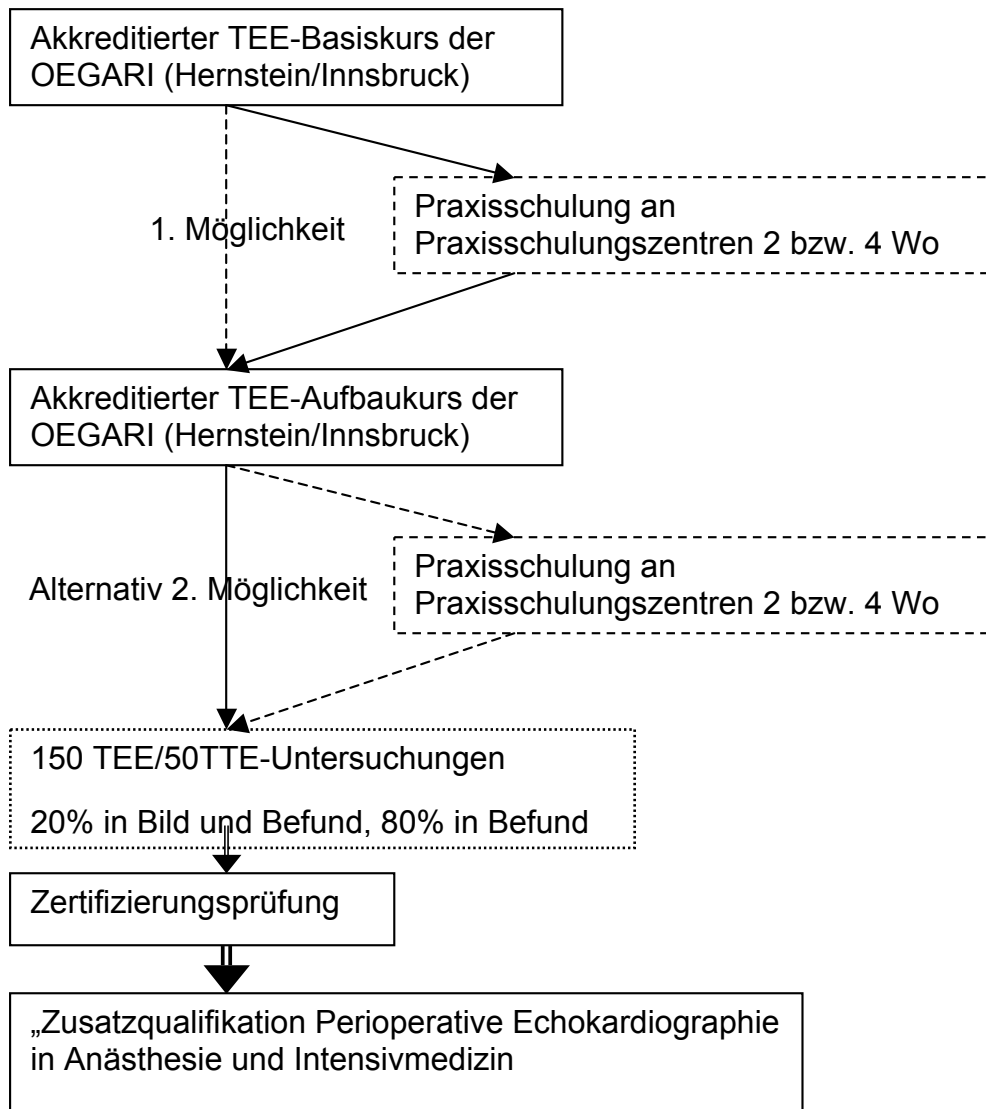 Akkreditierter TEE-Basiskurs der
OEGARI (Hernstein/Innsbruck)
1. Möglichkeit
Praxisschulung an
Praxisschulungszentren 2 bzw. 4 Wo
Akkreditierter TEE-Aufbaukurs der
OEGARI (Hernstein/Innsbruck)
Alternativ 2. Möglichkeit
Praxisschulung an
Praxisschulungszentren 2 bzw. 4 Wo
150 TEE/50TTE-Untersuchungen
20% in Bild und Befund, 80% in Befund
Zertifizierungsprüfung
„Zusatzqualifikation Perioperative Echokardiographie
in Anästhesie und Intensivmedizin